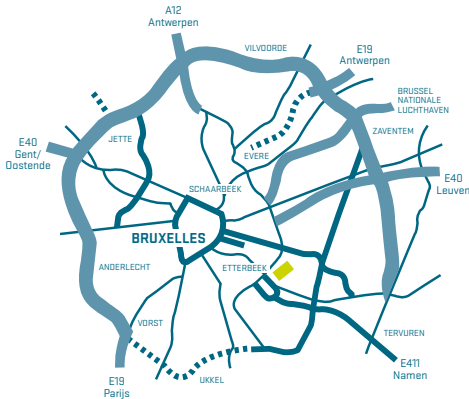 A12
Antwerpen
VILVOORDE
E19
Antwerpen
BRUSSEL
NATIONALE
LUCHTHAVEN
ZAVENTEM
JETTE
E40
Gent/
Oostende
EVERE
SCHAARBEEK
E40
Leuven
BRUXELLES
ANDERLECHT
ETTERBEEK
VORST
TERVUREN
E411
Namen
UKKEL
E19
Parijs